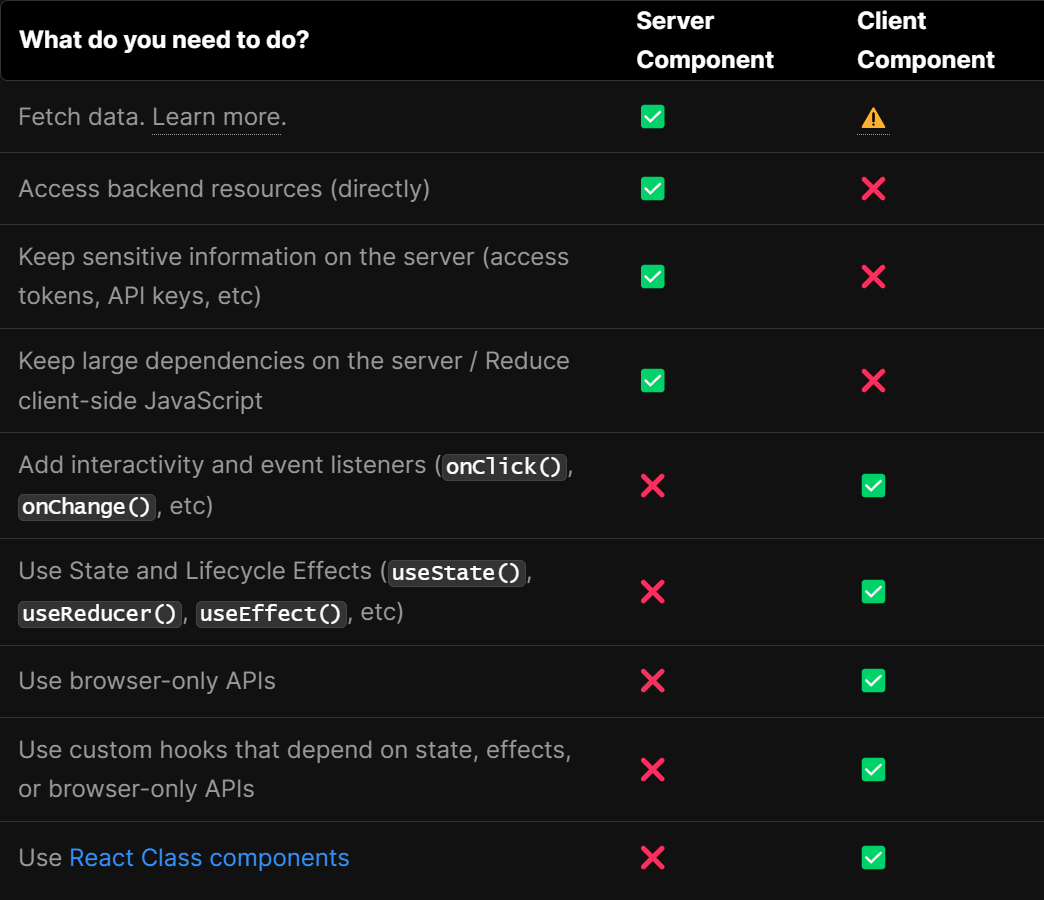 What do you need to do?
Server
Component
Client
Component
Fetch data. Learn more.
Access backend resources (directly)
Keep sensitive information on the server (access
tokens, API keys, etc)
Keep large dependencies on the server / Reduce
client-side JavaScript
Add interactivity and event listeners (onClick(),
onChange(), etc)
Use State and Lifecycle Effects (useState(),
useReducer(), useEffect(), etc)
Use browser-only APIs
Use custom hooks that depend on state, effects,
or browser-only APIs
Use React Class components